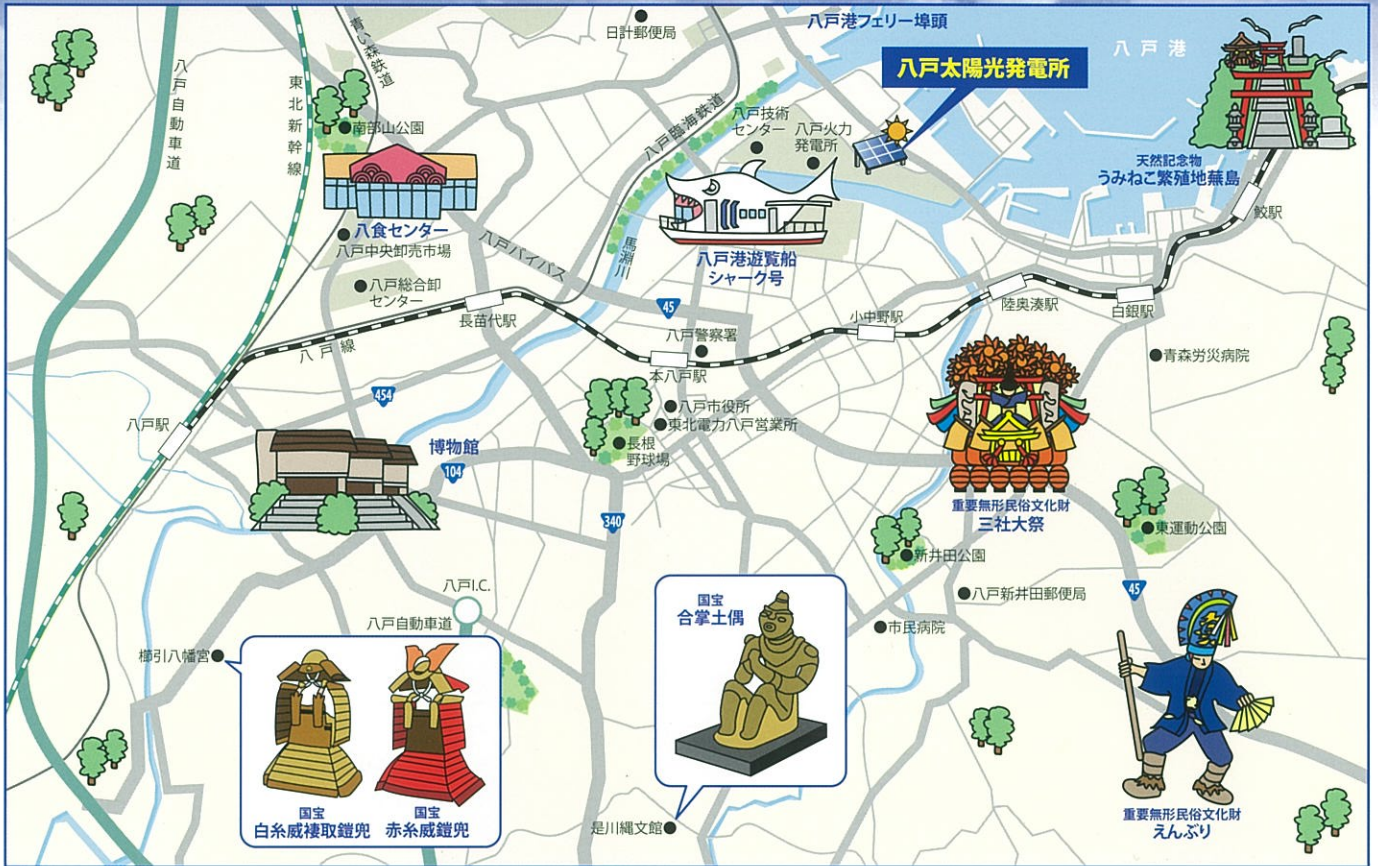 日計郵便局
八戸港フェリー埠頭
八戸港
八戸太陽光発電所
青い森鉄道
八戸自動車道
東北新幹線
南部山公園
八戸臨海鉄道
八戸技術
センター
八戸火力
発電所
天然記念物
うみねこ繁殖地蕪島
鮫駅
八食センター
八戸中央卸売市場
八戸バイパス
馬淵川
八戸港遊覧船
シャーク号
八戸総合卸
センター
長苗代駅
45
小中野駅
陸奥湊駅
白銀駅
八戸線
八戸警察署
本八戸駅
青森労災病院
454
八戸市役所
東北電力八戸営業所
八戸駅
博物館
104
長根
野球場
重要無形民俗文化財
三社大祭
340
東運動公園
新井田公園
八戸I.C.
45
八戸新井田郵便局
八戸自動車道
国宝
合掌土偶
市民病院
櫛引八幡宮
国宝
白糸威褄取鎧兜
国宝
赤糸威鎧兜
是川縄文館
重要無形民俗文化財
えんぶり